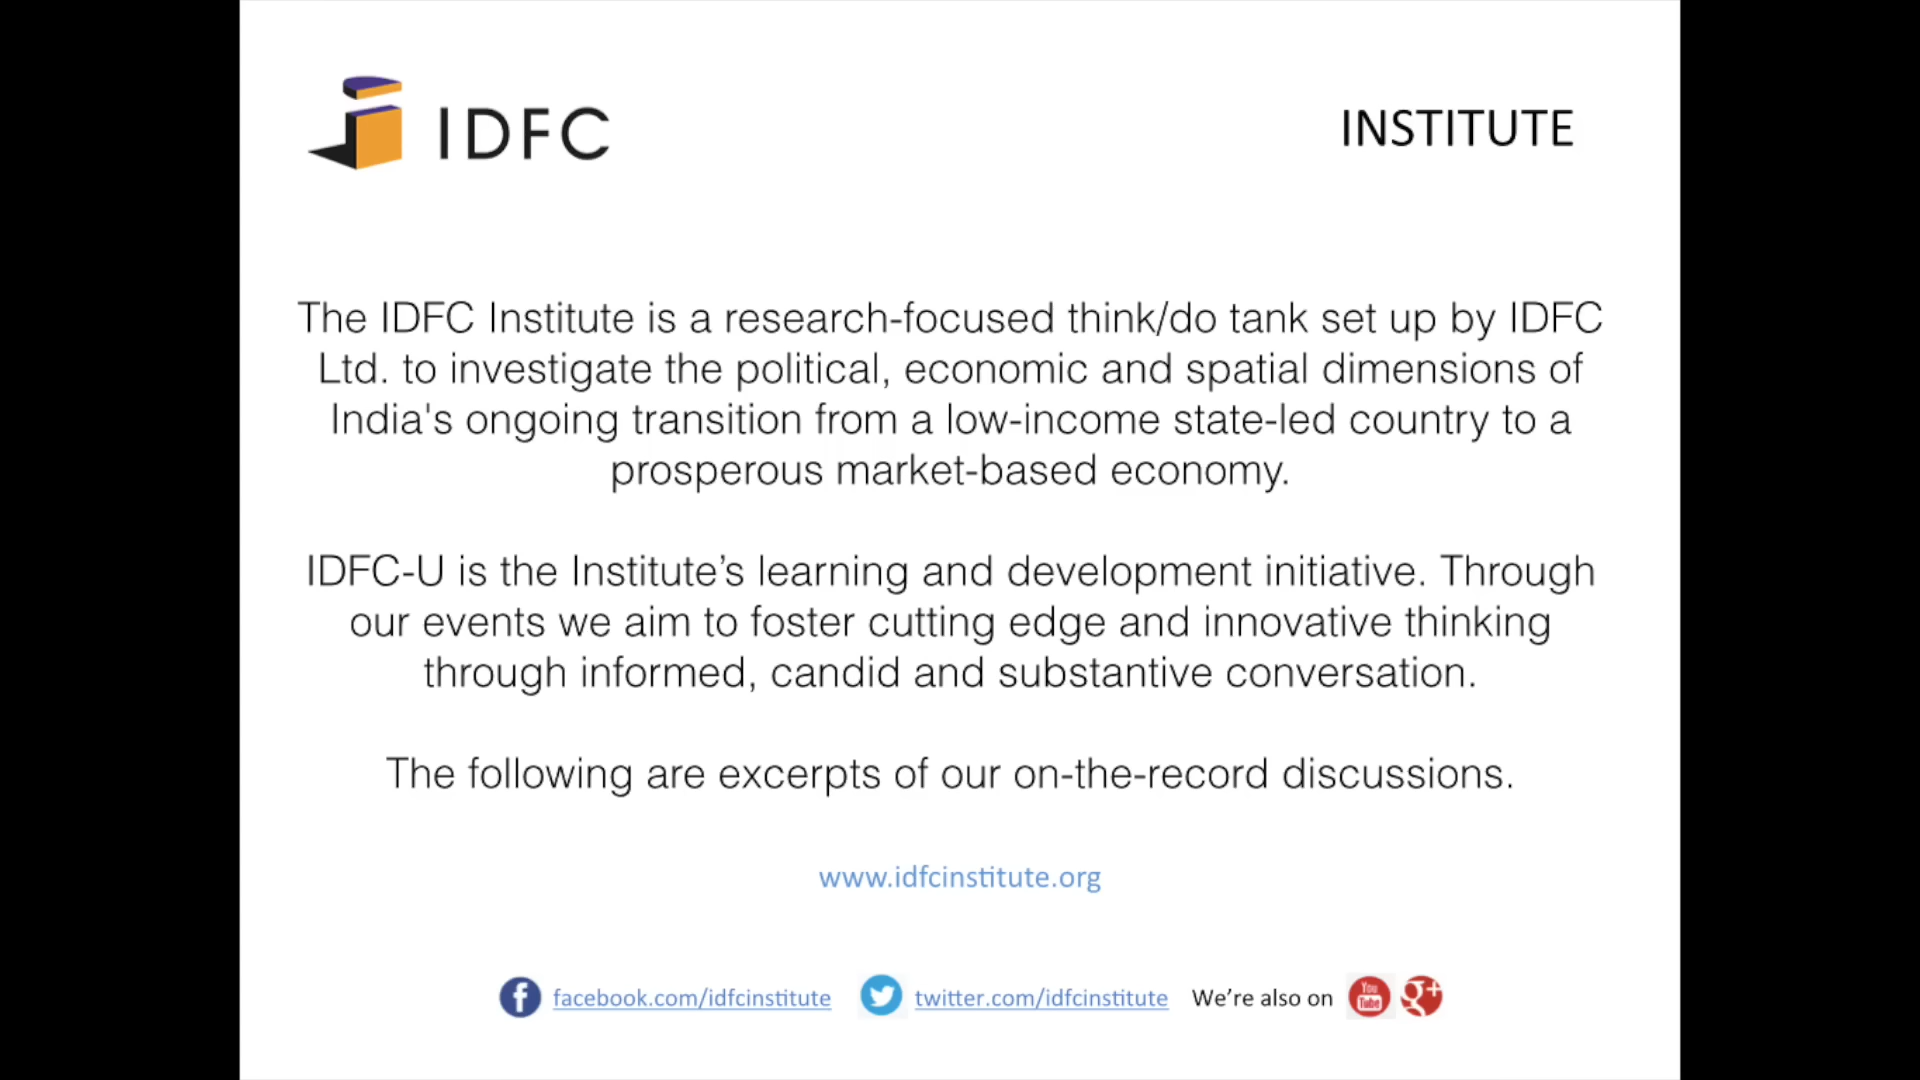 IDFC
INSTITUTE
The IDFC Institute is a research-focused think/do tank set up by IDFC
Ltd. to investigate the political, economic and spatial dimensions of
India's ongoing transition from a low-income state-led country to a
prosperous market-based economy.
IDFC-U is the Institute’s learning and development initiative. Through
our events we aim to foster cutting edge and innovative thinking
through informed, candid and substantive conversation.
The following are excerpts of our on-the-record discussions.
www.idfcinstitute.org
f facebook.com/idfcinstitute twitter.com/idfcinstitute We’re also on You Tube g+